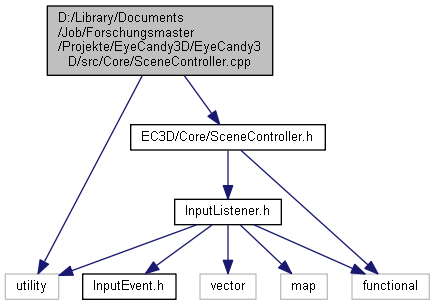 D:/Library/Documents
/Job/Forschungsmaster
/Projekte/EyeCandy3D/EyeCandy3
D/src/Core/SceneController.cpp
EC3D/Core/SceneController.h
InputListener.h
utility
InputEvent.h
vector
map
functional